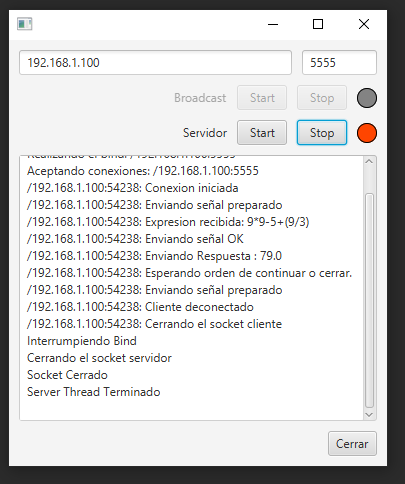 192.168.1.100 5555
Broadcast Start Stop
Servidor Start Stop
Realizando el Bind: /192.168.1.100:5555
Aceptando conexiones: /192.168.1.100:5555
/192.168.1.100:54238: Conexion iniciada
/192.168.1.100:54238: Enviando señal preparado
/192.168.1.100:54238: Expresion recibida: 9*9-5+(9/3)
/192.168.1.100:54238: Enviando señal OK
/192.168.1.100:54238: Enviando Respuesta : 79.0
/192.168.1.100:54238: Esperando orden de continuar o cerrar.
/192.168.1.100:54238: Enviando señal preparado
/192.168.1.100:54238: Cliente deconectado
/192.168.1.100:54238: Cerrando el socket cliente
Interrumpiendo Bind
Cerrando el socket servidor
Socket Cerrado
Server Thread Terminado
Cerrar